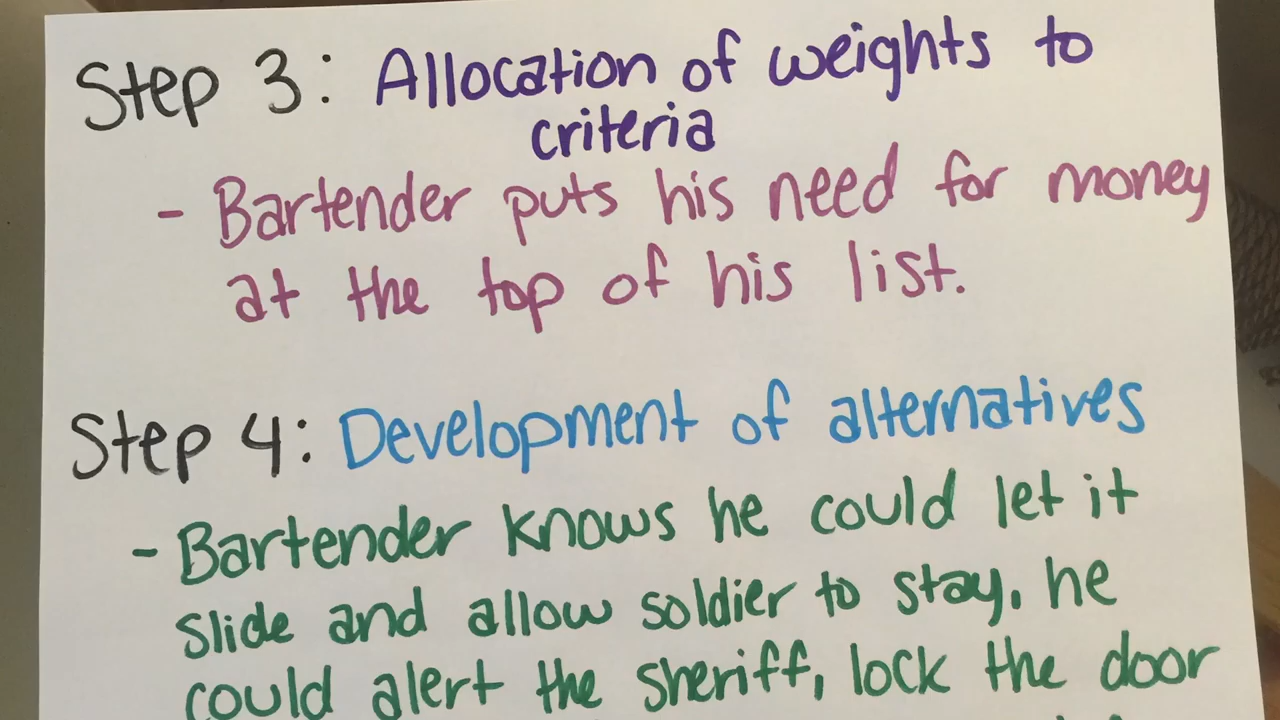 Step 3: Allocation of weights to
criteria
- Bartender puts his need for money
at the top of his list.
Step 4: Development of alternatives
- Bartender knows he could let it
slide and allow soldier to stay, he
could alert the sheriff, lock the door